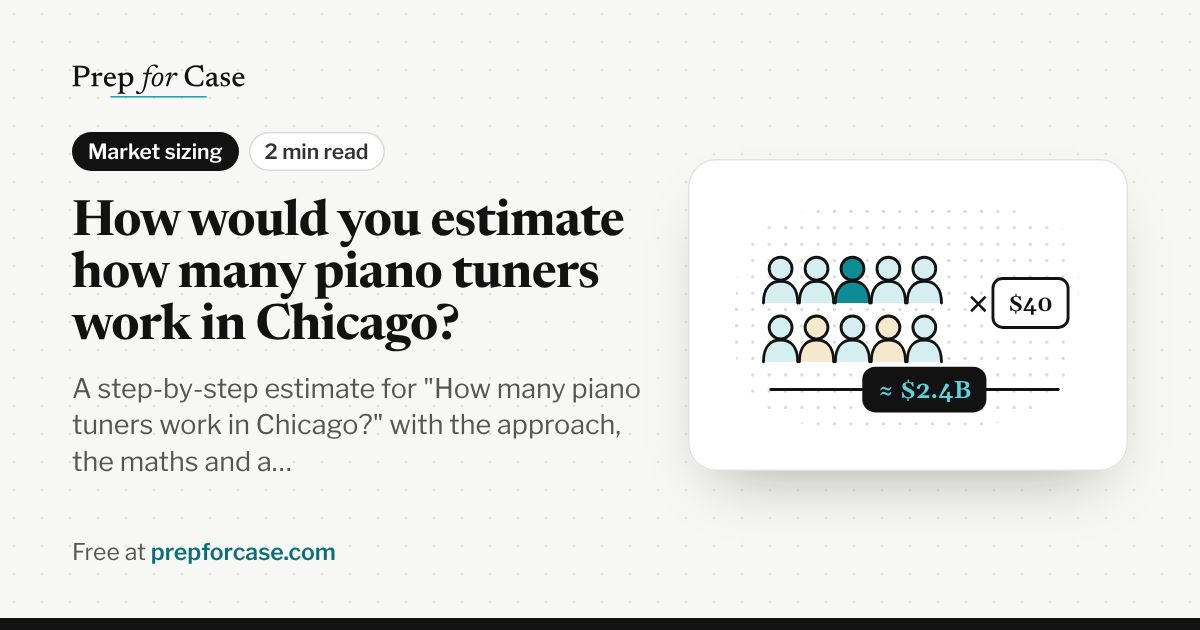 Prep for Case
Market sizing
2 min read
How would you estimate
how many piano tuners
work in Chicago?
A step-by-step estimate for "How many piano
tuners work in Chicago?" with the approach,
the maths and a...
Free at prepforcase.com
× $40
≈ $2.4B